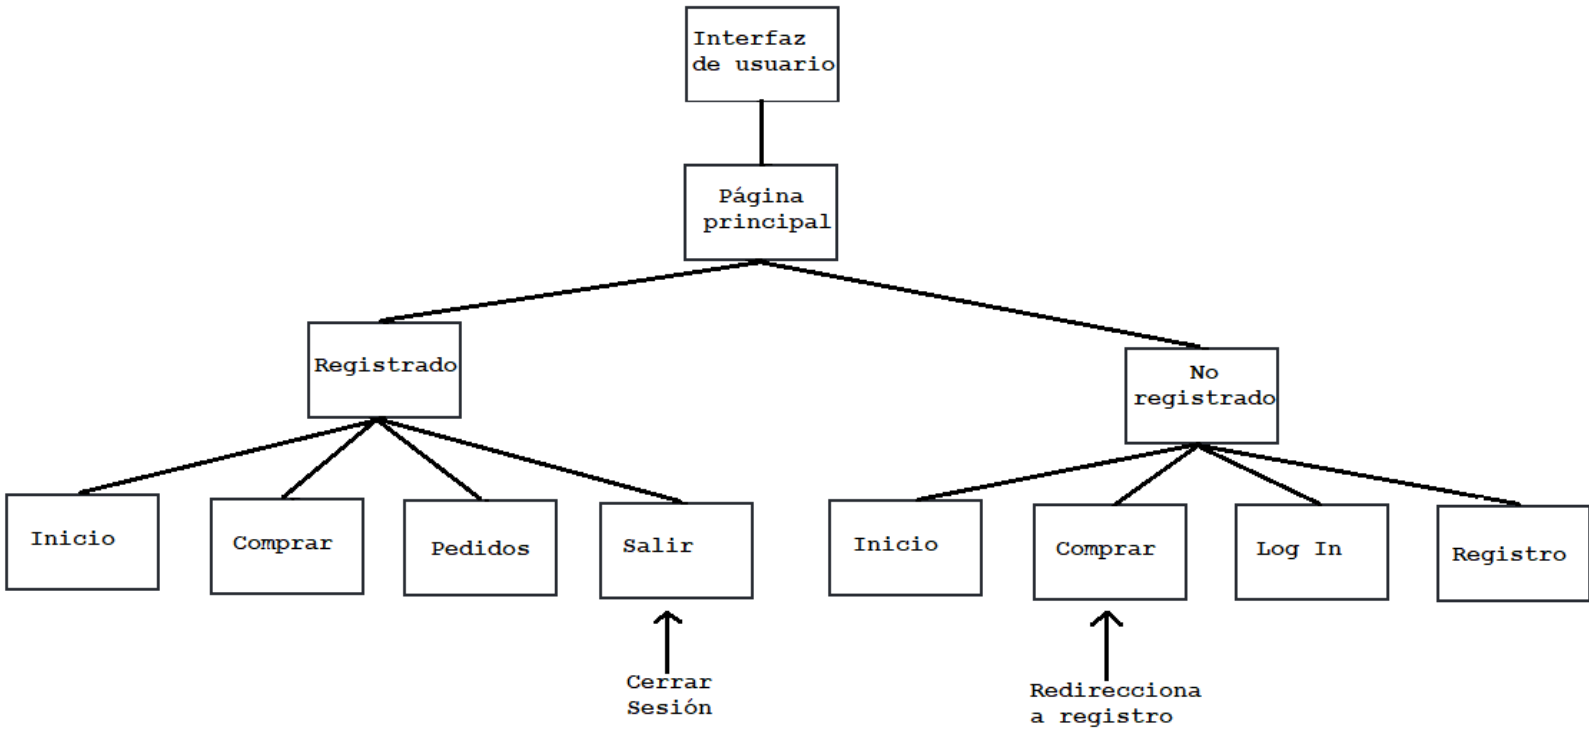 Interfaz
de usuario
Página
principal
Registrado
No
registrado
Inicio
Comprar
Pedidos
Salir
Inicio
Comprar
Log In
Registro
Cerrar
Sesión
Redirecciona
a registro